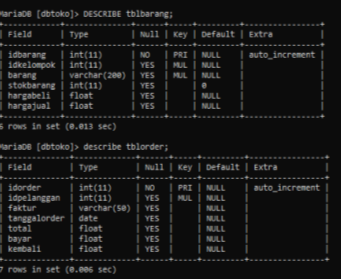 MariaDB [dbtoko]> DESCRIBE tblbarang;
+------------+--------------+------+-----+---------+----------------+
| Field | Type | Null | Key | Default | Extra |
+------------+--------------+------+-----+---------+----------------+
| idbarang | int(11) | NO | PRI | NULL | auto_increment |
| idkelompok | int(11) | YES | MUL | NULL | |
| barang | varchar(200) | YES | MUL | NULL | |
| stokbarang | int(11) | YES | | 0 | |
| hargabeli | float | YES | | NULL | |
| hargajual | float | YES | | NULL | |
+------------+--------------+------+-----+---------+----------------+
6 rows in set (0.013 sec)
MariaDB [dbtoko]> describe tblorder;
+--------------+-------------+------+-----+---------+----------------+
| Field | Type | Null | Key | Default | Extra |
+--------------+-------------+------+-----+---------+----------------+
| idorder | int(11) | NO | PRI | NULL | auto_increment |
| idpelanggan | int(11) | YES | MUL | NULL | |
| faktur | varchar(50) | YES | | NULL | |
| tanggalorder | date | YES | | NULL | |
| total | float | YES | | NULL | |
| bayar | float | YES | | NULL | |
| kembali | float | YES | | NULL | |
+--------------+-------------+------+-----+---------+----------------+
7 rows in set (0.006 sec)